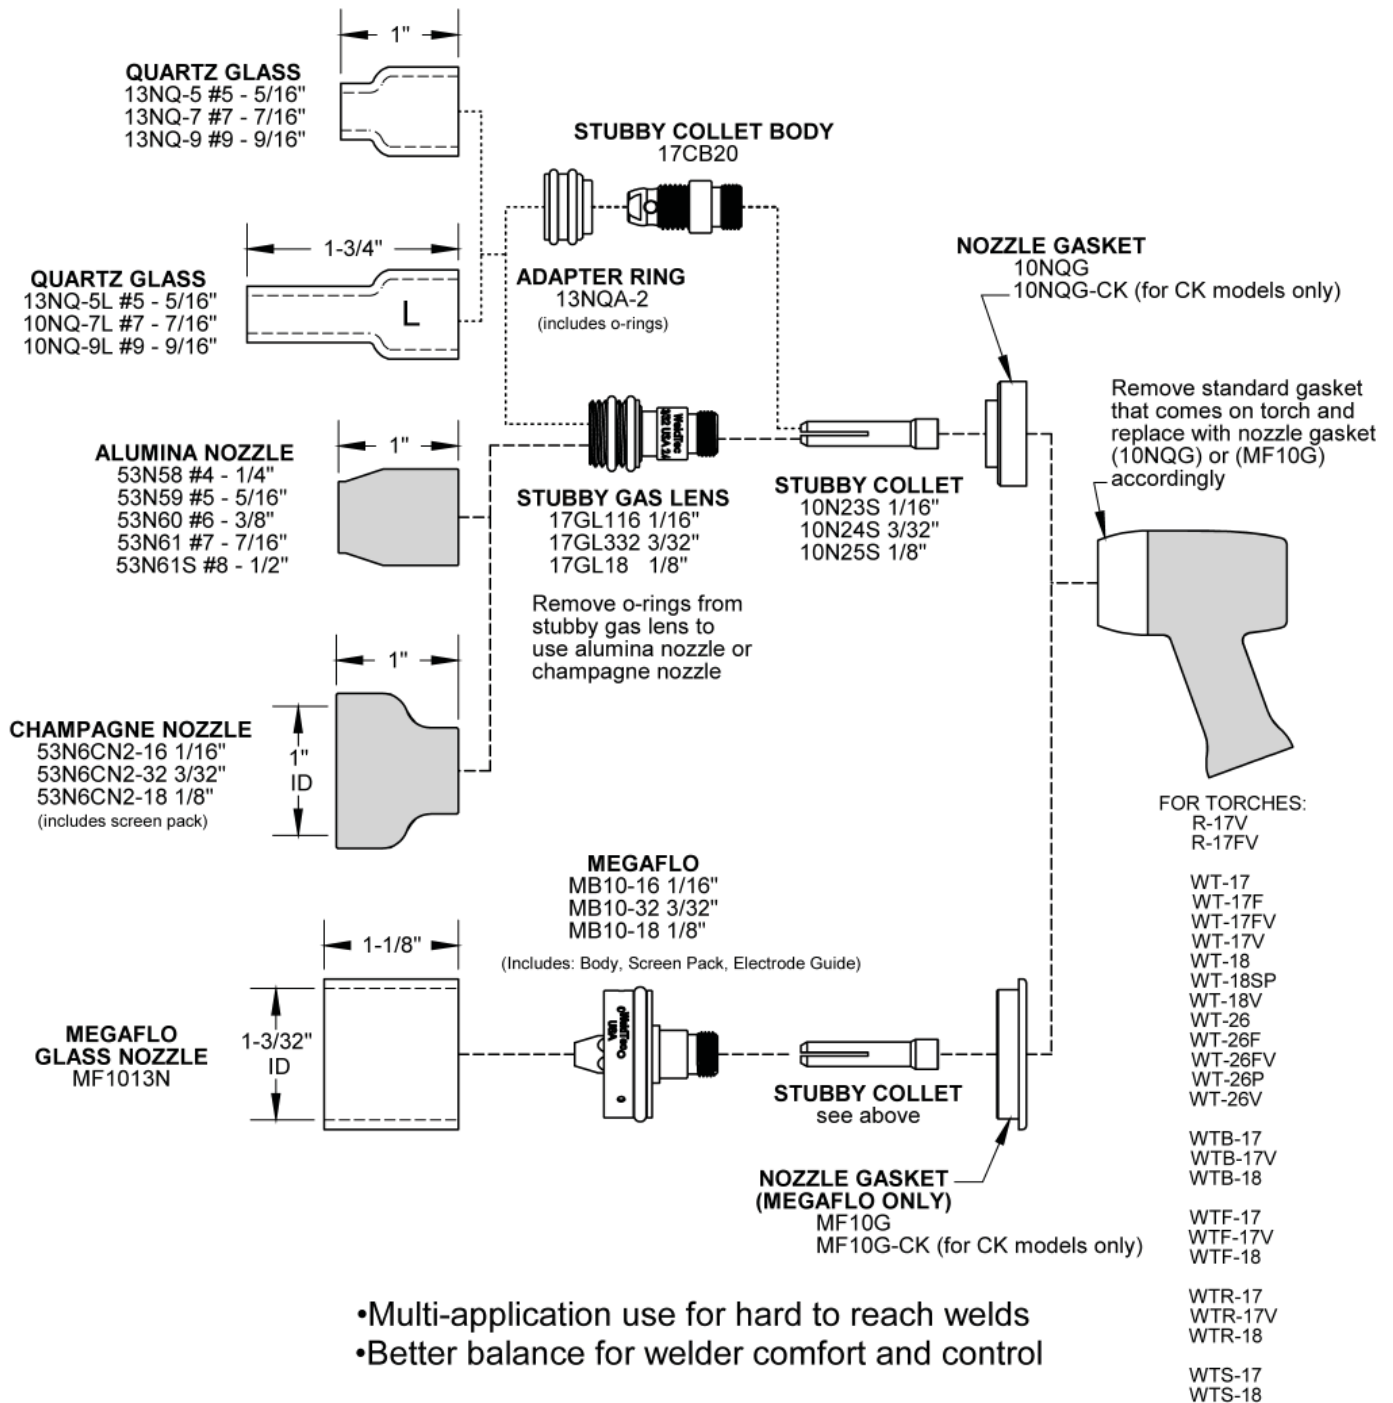 1"
QUARTZ GLASS
13NQ-5 #5 - 5/16"
13NQ-7 #7 - 7/16"
13NQ-9 #9 - 9/16"
STUBBY COLLET BODY
17CB20
1-3/4"
QUARTZ GLASS
13NQ-5L #5 - 5/16"
10NQ-7L #7 - 7/16"
10NQ-9L #9 - 9/16"
L
ADAPTER RING
13NQA-2
(includes o-rings)
NOZZLE GASKET
10NQG
10NQG-CK (for CK models only)
Remove standard gasket
that comes on torch and
replace with nozzle gasket
(10NQG) or (MF10G)
accordingly
1"
ALUMINA NOZZLE
53N58 #4 - 1/4"
53N59 #5 - 5/16"
53N60 #6 - 3/8"
53N61 #7 - 7/16"
53N61S #8 - 1/2"
WeldTec
3/32 USA 24
STUBBY GAS LENS
17GL116 1/16"
17GL332 3/32"
17GL18 1/8"
Remove o-rings from
stubby gas lens to
use alumina nozzle or
champagne nozzle
STUBBY COLLET
10N23S 1/16"
10N24S 3/32"
10N25S 1/8"
1"
CHAMPAGNE NOZZLE
53N6CN2-16 1/16"
53N6CN2-32 3/32"
53N6CN2-18 1/8"
(includes screen pack)
1"
ID
MEGAFLO
MB10-16 1/16"
MB10-32 3/32"
MB10-18 1/8"
(Includes: Body, Screen Pack, Electrode Guide)
1-1/8"
MEGAFLO
GLASS NOZZLE
MF1013N
1-3/32"
ID
USA
STUBBY COLLET
see above
NOZZLE GASKET
(MEGAFLO ONLY)
MF10G
MF10G-CK (for CK models only)
FOR TORCHES:
R-17V
R-17FV
WT-17
WT-17F
WT-17FV
WT-17V
WT-18
WT-18SP
WT-18V
WT-26
WT-26F
WT-26FV
WT-26P
WT-26V
WTB-17
WTB-17V
WTB-18
WTF-17
WTF-17V
WTF-18
WTR-17
WTR-17V
WTR-18
WTS-17
WTS-18
•Multi-application use for hard to reach welds
•Better balance for welder comfort and control